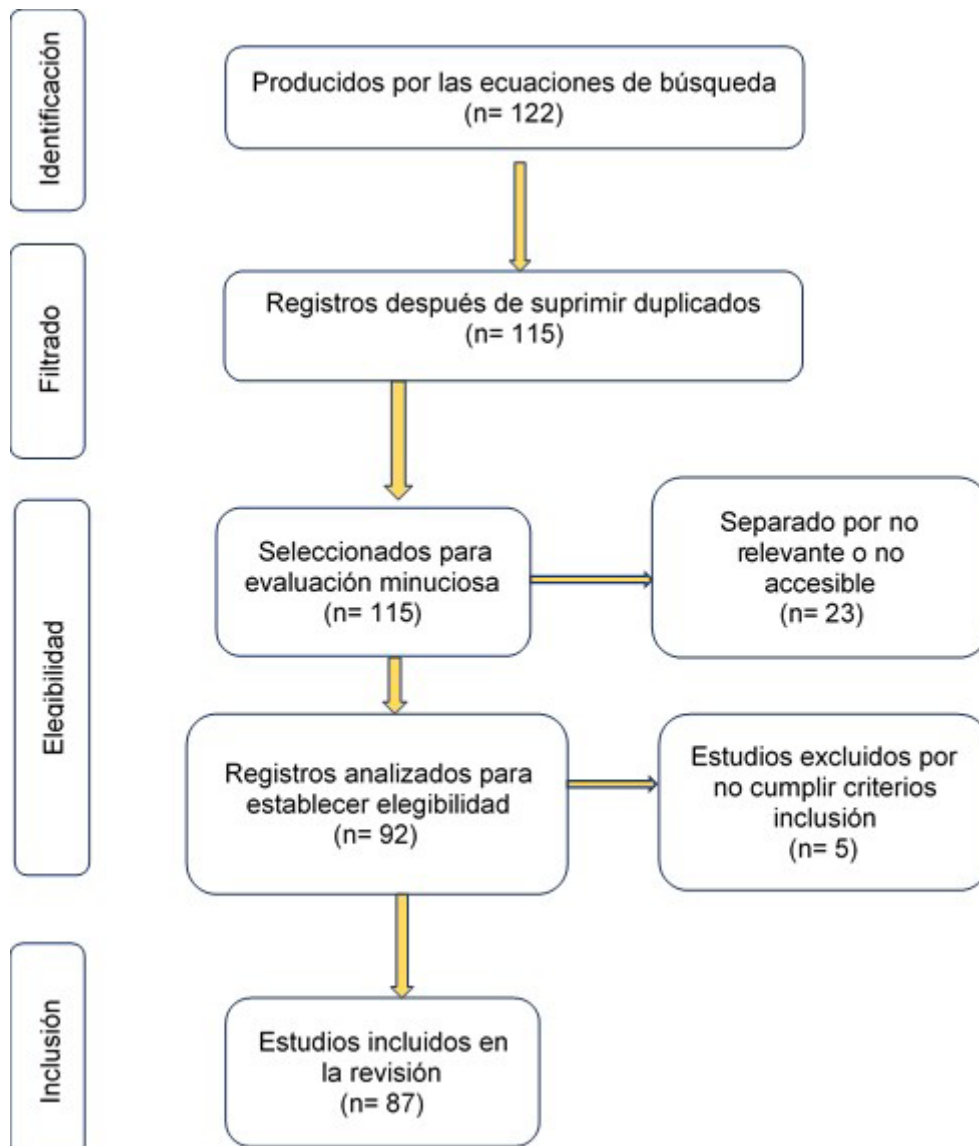 Identificación
Producidos por las ecuaciones de búsqueda
(n= 122)
Filtrado
Registros después de suprimir duplicados
(n= 115)
Elegibilidad
Seleccionados para
evaluación minuciosa
(n= 115)
Separado por no
relevante o no
accesible
(n= 23)
Registros analizados para
establecer elegibilidad
(n= 92)
Estudios excluidos por
no cumplir criterios
inclusión
(n= 5)
Inclusión
Estudios incluidos en
la revisión
(n= 87)